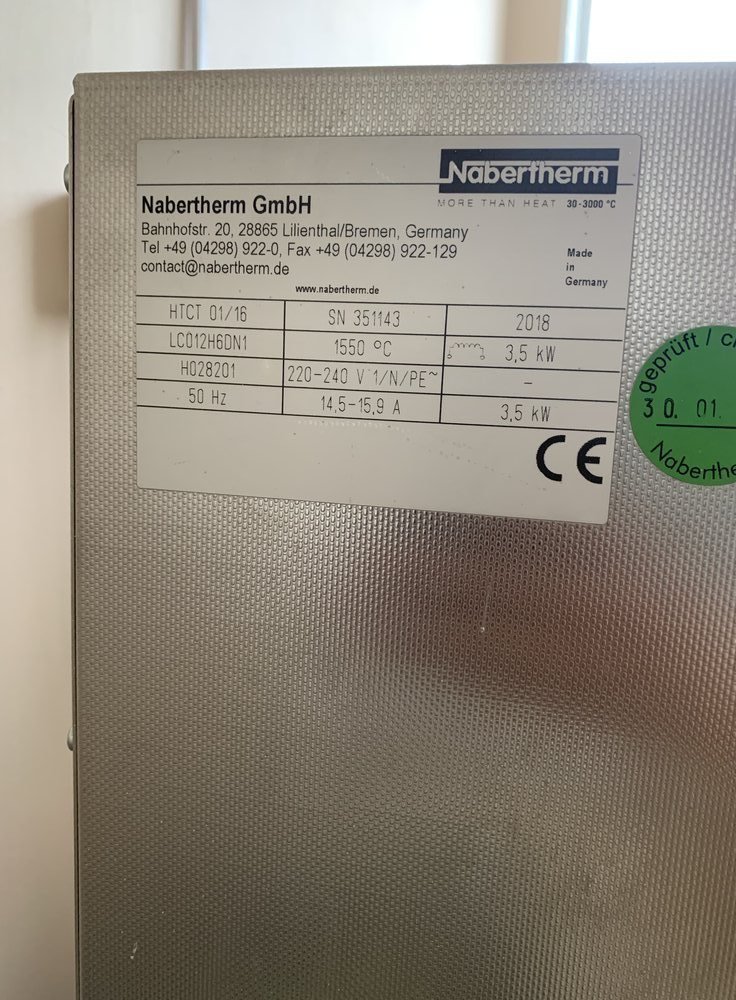 Nabertherm
MORE THAN HEAT 30-3000 °C
Nabertherm GmbH
Bahnhofstr. 20, 28865 Lilienthal/Bremen, Germany
Tel +49 (04298) 922-0, Fax +49 (04298) 922-129
contact@nabertherm.de
Made
in
Germany
www.nabertherm.de
HTCT 01/16 SN 351143 2018
LC012H6DN1 1550 °C 3,5 kW
H028201 220-240 V 1/N/PE~ -
50 Hz 14,5-15,9 A 3,5 kW
CE
geprüft /
30. 01.